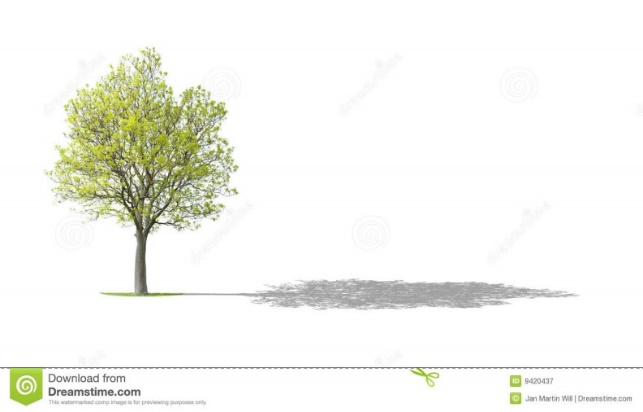 Download from
Dreamstime.com
This watermarked comp image is for previewing purposes only.
9420437
Jan Martin Will | Dreamstime.com